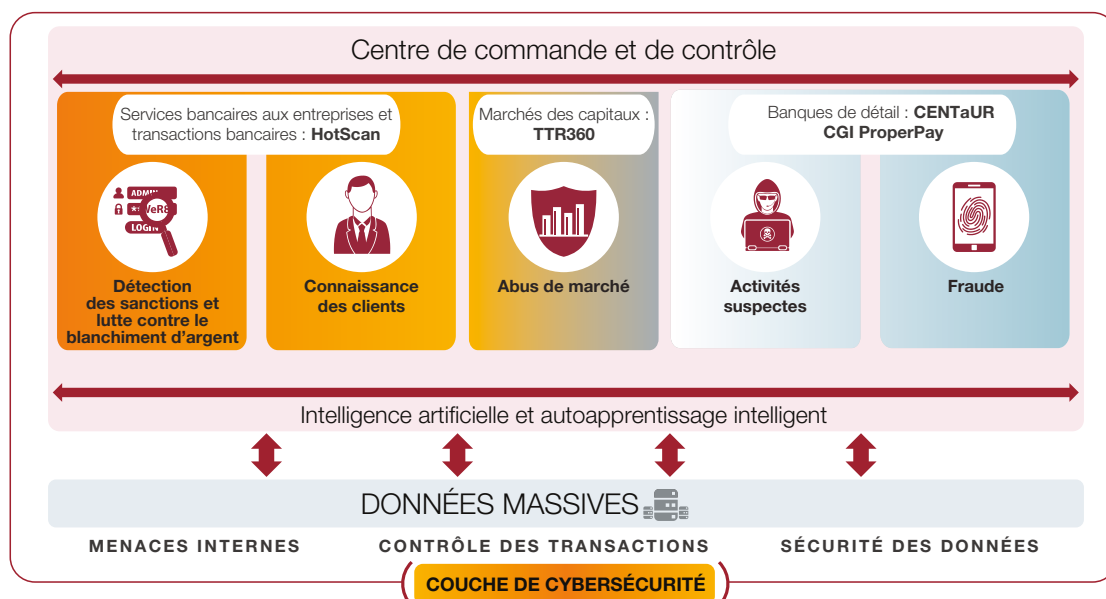 Centre de commande et de contrôle
Services bancaires aux entreprises et
transactions bancaires : HotScan
Marchés des capitaux :
TTR360
Banques de détail : CENTaUR
CGI ProperPay
ADMIN
LOGIN
Détection
des sanctions et
lutte contre le
blanchiment d'argent
Connaissance
des clients
Abus de marché
Activités
suspectes
Fraude
Intelligence artificielle et autoapprentissage intelligent
DONNÉES MASSIVES
MENACES INTERNES
CONTRÔLE DES TRANSACTIONS
SÉCURITÉ DES DONNÉES
COUCHE DE CYBERSÉCURITÉ